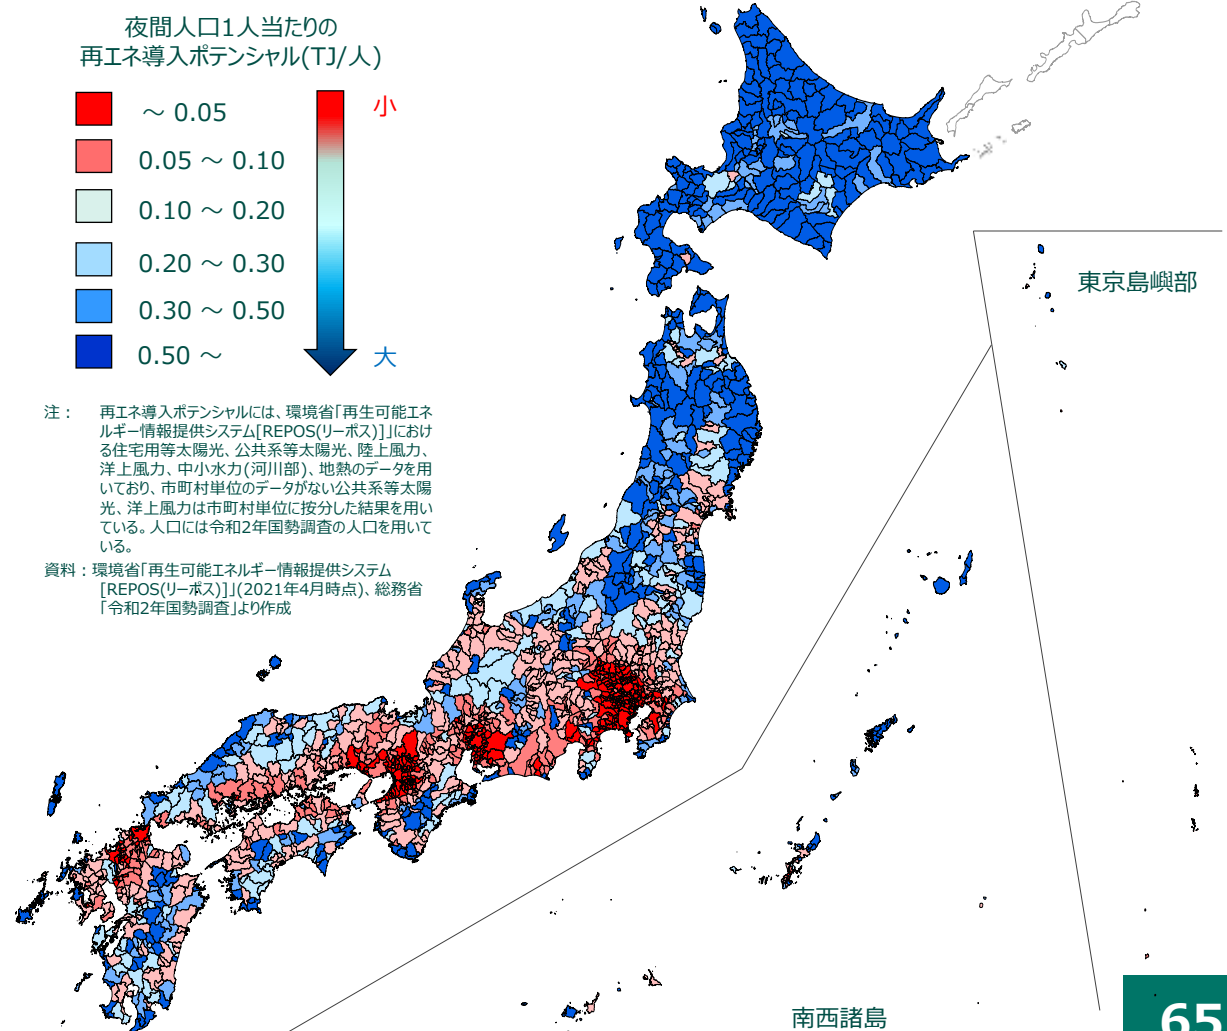 夜間人口1人当たりの
再エネ導入ポテンシャル(TJ/人)
～ 0.05
0.05 ～ 0.10
0.10 ～ 0.20
0.20 ～ 0.30
0.30 ～ 0.50
0.50 ～
小
大
注： 再エネ導入ポテンシャルには、環境省「再生可能エネ
ルギー情報提供システム[REPOS(リーポス)]」におけ
る住宅用等太陽光、公共系等太陽光、陸上風力、
洋上風力、中小水力(河川部)、地熱のデータを用
いており、市町村単位のデータがない公共系等太陽
光、洋上風力は市町村単位に按分した結果を用い
ている。人口には令和2年国勢調査の人口を用いて
いる。
資料：環境省「再生可能エネルギー情報提供システム
[REPOS(リーポス)]」(2021年4月時点)、総務省
「令和2年国勢調査」より作成
東京島嶼部
南西諸島
65